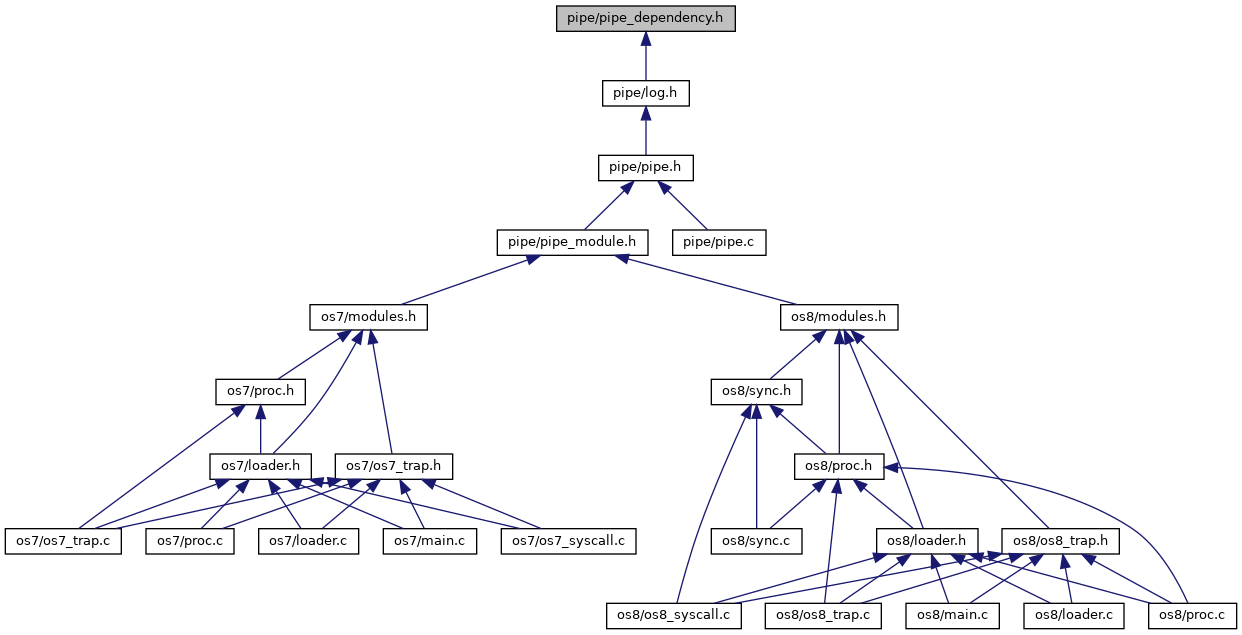 pipe/pipe_dependency.h
pipe/log.h
pipe/pipe.h
pipe/pipe_module.h
pipe/pipe.c
os7/modules.h
os8/modules.h
os7/proc.h
os8/sync.h
os7/loader.h
os7/os7_trap.h
os8/proc.h
os7/os7_trap.c
os7/proc.c
os7/loader.c
os7/main.c
os7/os7_syscall.c
os8/sync.c
os8/loader.h
os8/os8_trap.h
os8/os8_syscall.c
os8/os8_trap.c
os8/main.c
os8/loader.c
os8/proc.c